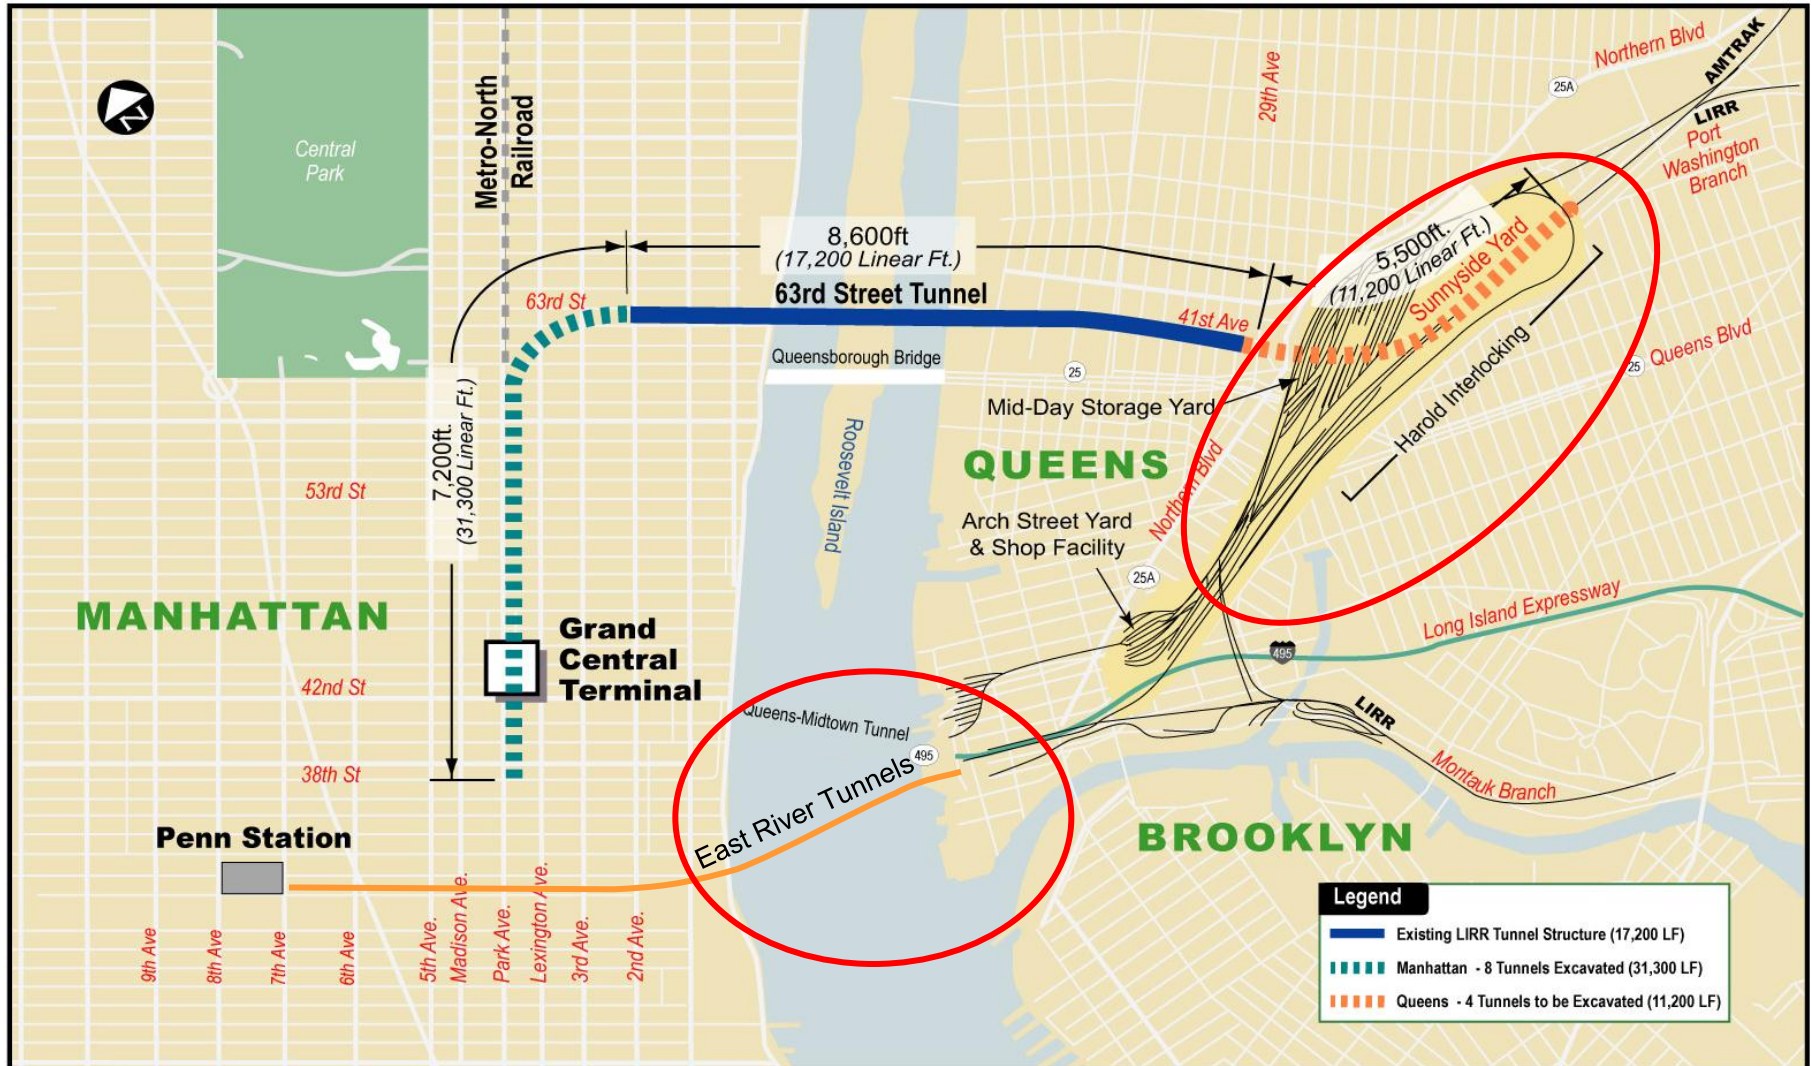 N
Central
Park
Metro-North
Railroad
29th Ave
Northern Blvd
25A
AMTRAK
LIRR
Port
Washington
Branch
8,600ft
(17,200 Linear Ft.)
63rd Street Tunnel
63rd St
41st Ave
5,500ft.
(11,200 Linear Ft.)
Sunnyside Yard
Queensborough Bridge
25
25
Queens Blvd
Harold Interlocking
Mid-Day Storage Yard
7,200ft.
(31,300 Linear Ft.)
Roosevelt Island
QUEENS
Northern Blvd
53rd St
Arch Street Yard
& Shop Facility
25A
MANHATTAN
Grand
Central
Terminal
Long Island Expressway
495
42nd St
Queens-Midtown Tunnel
495
LIRR
38th St
Montauk Branch
East River Tunnels
Penn Station
BROOKLYN
9th Ave
8th Ave
7th Ave
6th Ave
5th Ave.
Madison Ave.
Park Ave.
Lexington Ave.
3rd Ave.
2nd Ave.
Legend
Existing LIRR Tunnel Structure (17,200 LF)
Manhattan - 8 Tunnels Excavated (31,300 LF)
Queens - 4 Tunnels to be Excavated (11,200 LF)